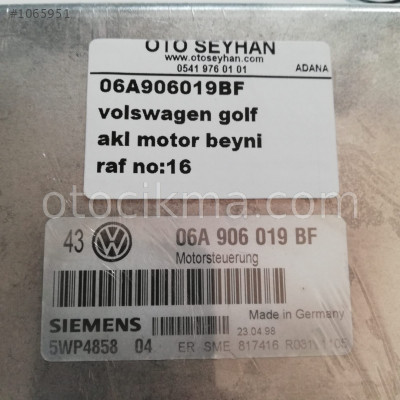 #1065951
OTO SEYHAN
www.otoseyhan.com
0541 976 01 01 ADANA
06A906019BF
volswagen golf
akl motor beyni
raf no:16
otocikma.com
43 VW 06A 906 019 BF
Motorsteuerung
Made in Germany
SIEMENS 23.04.98
5WP4858 04 ER SME 817416